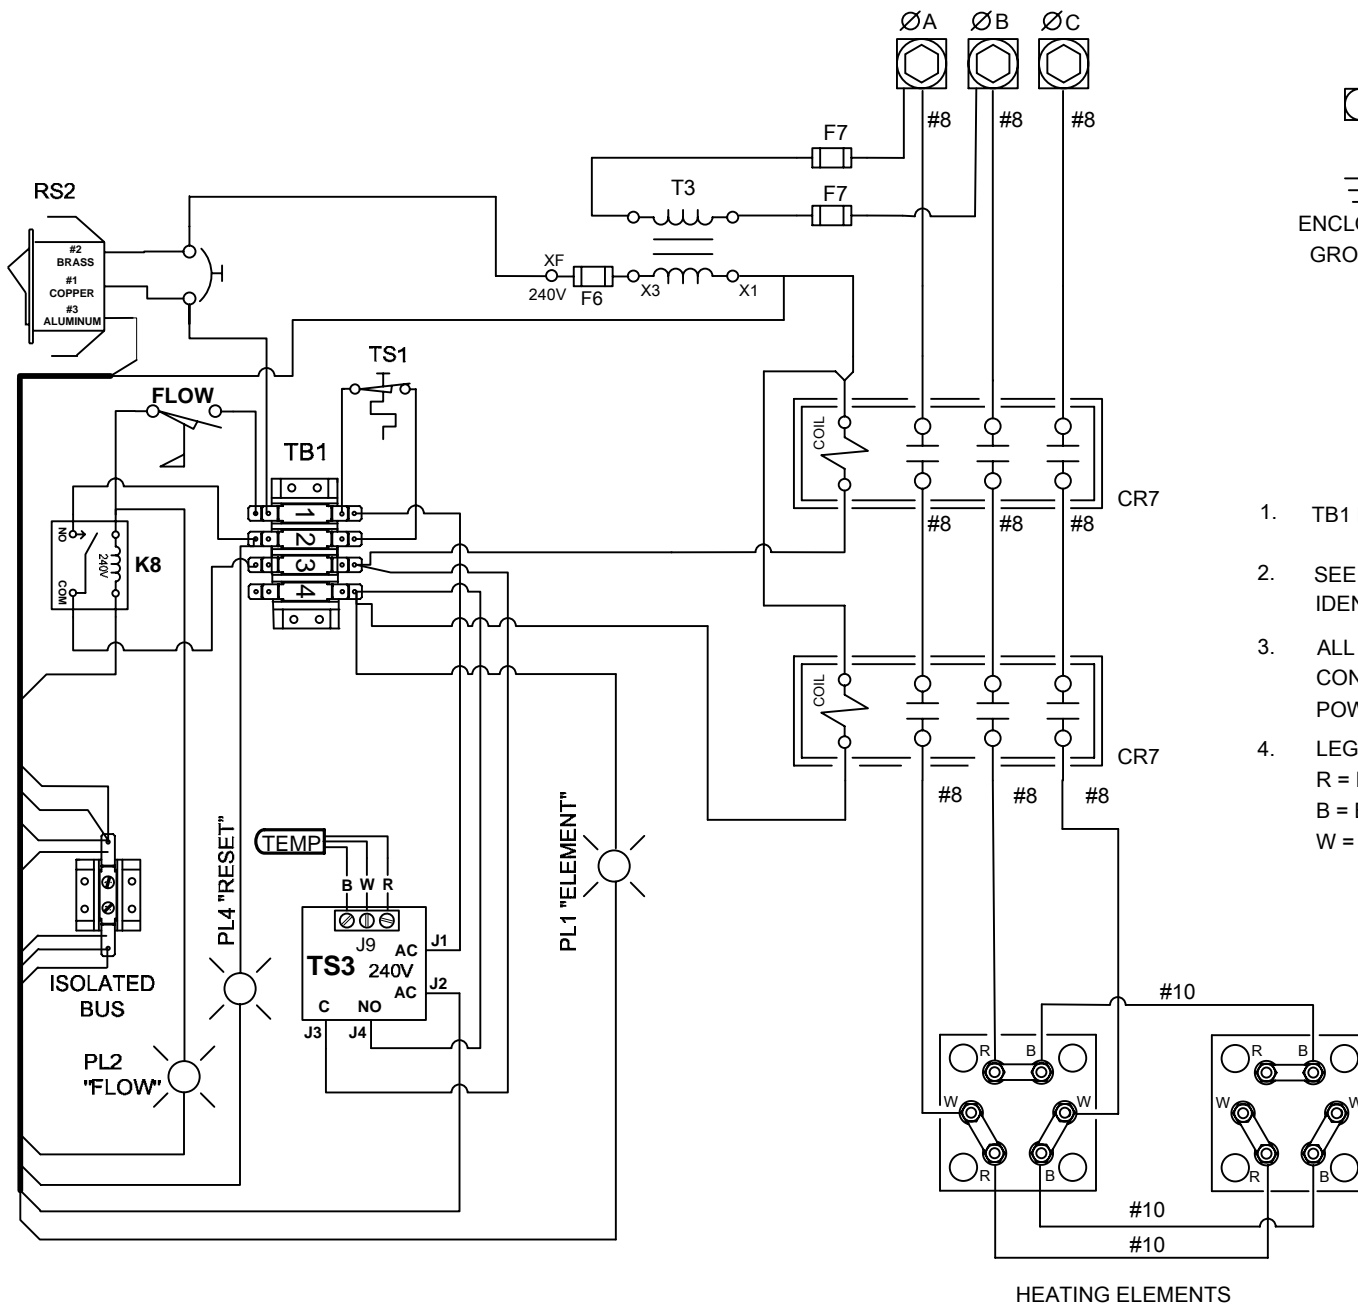 ØA
ØB
ØC
#8
#8
#8
F7
T3
F7
RS2
#2
BRASS
#1
COPPER
#3
ALUMINUM
XF
240V
F6
X3
X1
ENCL
GRO
TS1
FLOW
TB1
COIL
CR7
#8
#8
#8
1
2
3
4
NO
COM
240V
K8
1. TB1
2. SEE
IDEN
3. ALL
CON
POW
4. LEG
R =
B =
W =
COIL
CR7
#8
#8
#8
PL4 "RESET"
TEMP
B W R
J9
TS3
AC
240V
AC
J1
J2
C
NO
J3
J4
PL1 "ELEMENT"
ISOLATED
BUS
PL2
"FLOW"
#10
R
B
W
W
R
B
R
B
W
W
R
B
#10
#10
HEATING ELEMENTS